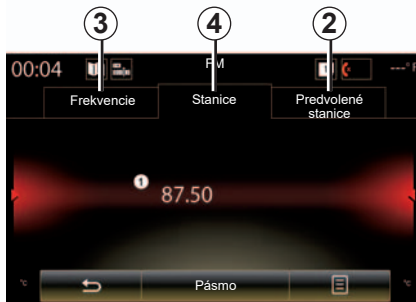 3
4
2
00:04
FM
---°F
Frekvencie
Stanice
Predvolené
stanice
1
87.50
°C
Pásmo
°C